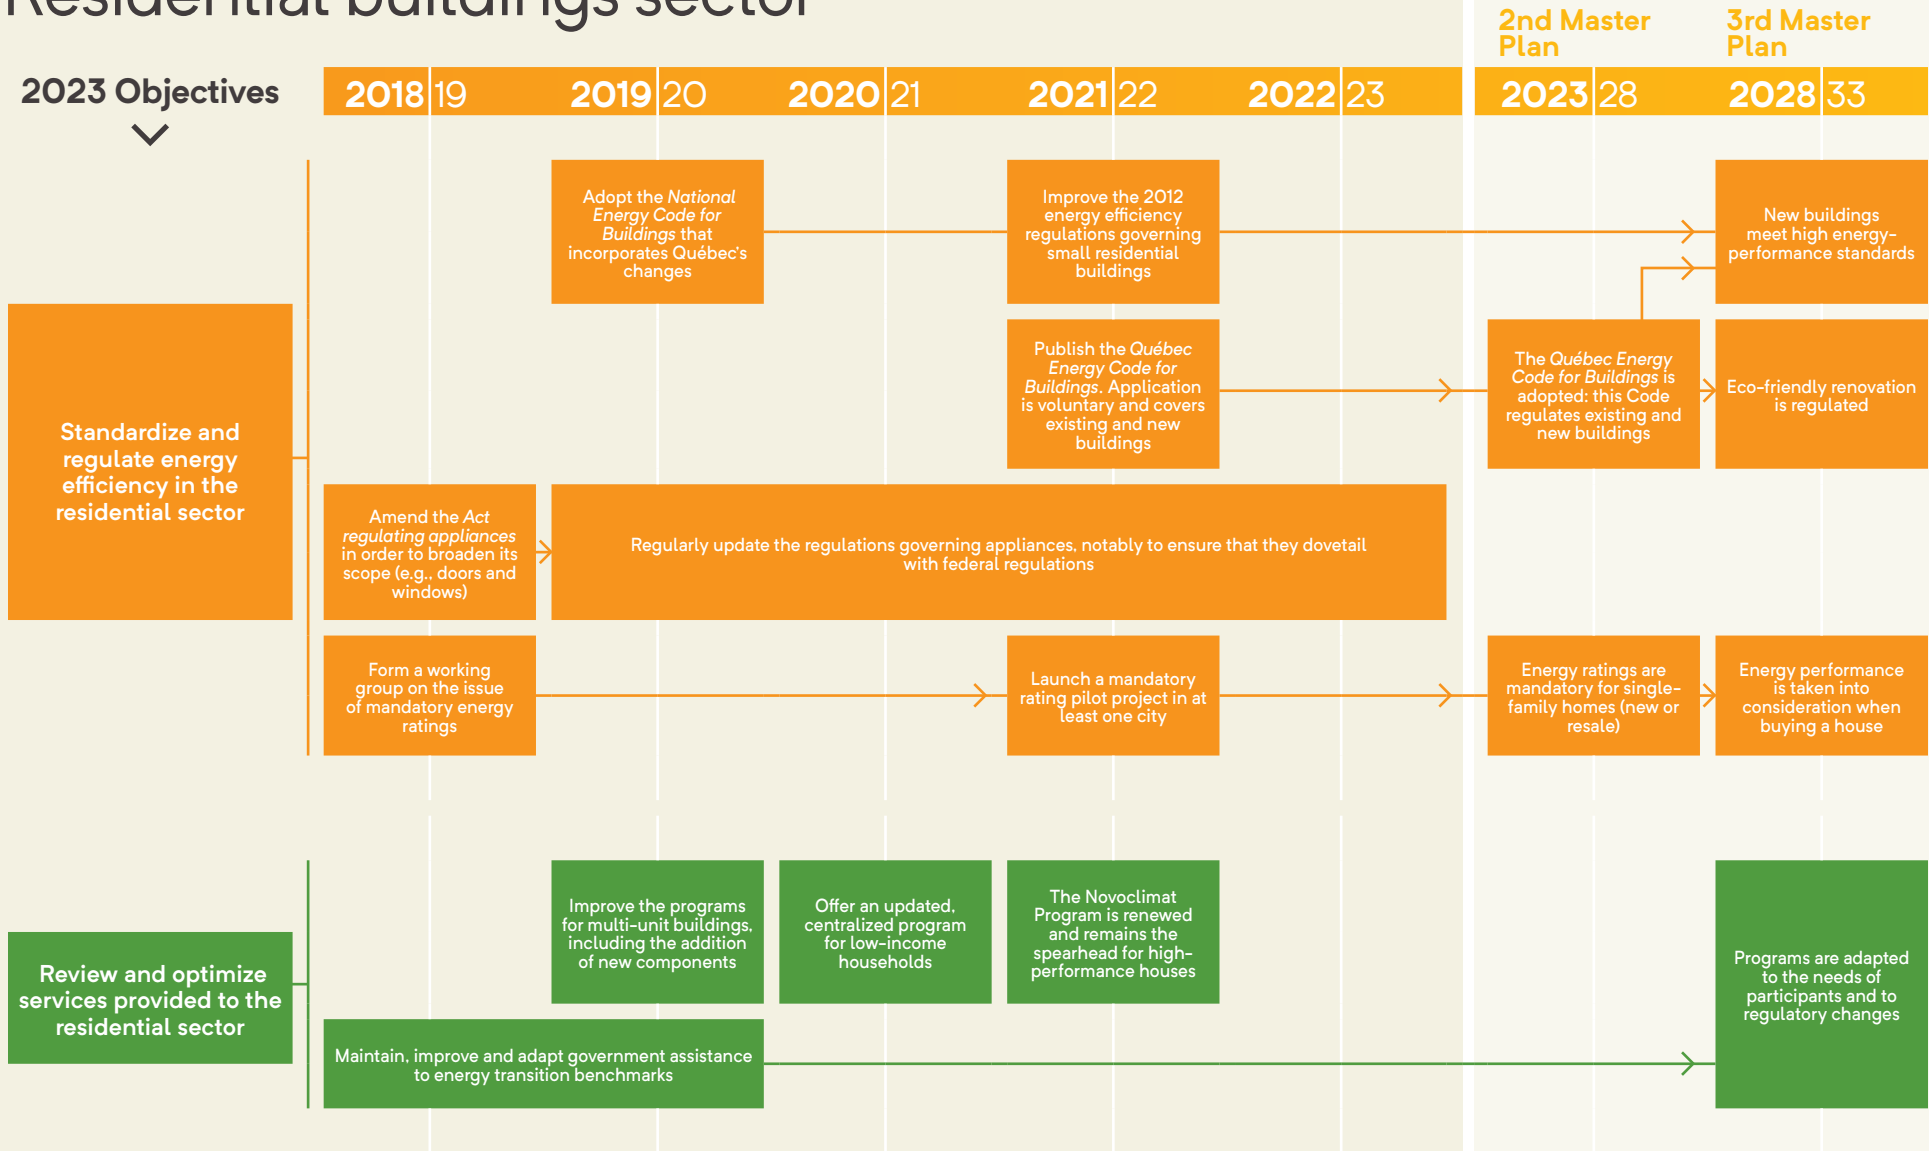 Residential buildings sector
2nd Master
Plan
3rd Master
Plan
2023 Objectives
2018|19
2019|20
2020|21
2021|22
2022|23
2023|28
2028|33
Standardize and
regulate energy
efficiency in the
residential sector
Adopt the National
Energy Code for
Buildings that
incorporates Québec's
changes
Improve the 2012
energy efficiency
regulations governing
small residential
buildings
New buildings
meet high energy-
performance standards
Publish the Québec
Energy Code for
Buildings. Application
is voluntary and covers
existing and new
buildings
The Québec Energy
Code for Buildings is
adopted: this Code
regulates existing and
new buildings
Eco-friendly renovation
is regulated
Amend the Act
regulating appliances
in order to broaden its
scope (e.g., doors and
windows)
Regularly update the regulations governing appliances, notably to ensure that they dovetail
with federal regulations
Form a working
group on the issue
of mandatory energy
ratings
Launch a mandatory
rating pilot project in at
least one city
Energy ratings are
mandatory for single-
family homes (new or
resale)
Energy performance
is taken into
consideration when
buying a house
Review and optimize
services provided to the
residential sector
Improve the programs
for multi-unit buildings,
including the addition
of new components
Offer an updated,
centralized program
for low-income
households
The Novoclimat
Program is renewed
and remains the
spearhead for high-
performance houses
Programs are adapted
to the needs of
participants and to
regulatory changes
Maintain, improve and adapt government assistance
to energy transition benchmarks